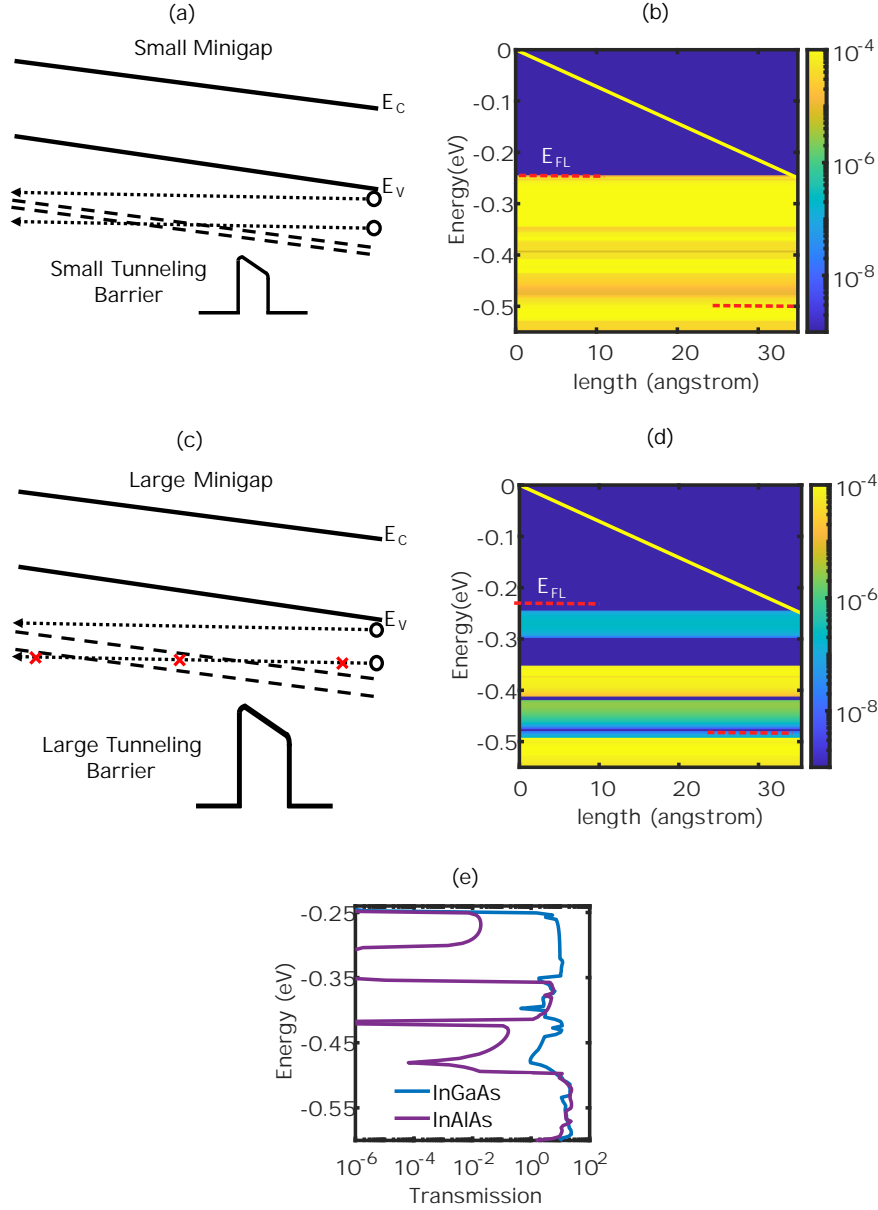 (a)
Small Minigap
E_C
E_V
Small Tunneling
Barrier
(b)
0
-0.1
-0.2
-0.3
-0.4
-0.5
Energy(eV)
E_FL
0 10 20 30
length (angstrom)
10^-4
10^-6
10^-8
(c)
Large Minigap
E_C
E_V
Large Tunneling
Barrier
(d)
0
-0.1
-0.2
-0.3
-0.4
-0.5
Energy(eV)
E_FL
0 10 20 30
length (angstrom)
10^-4
10^-6
10^-8
(e)
-0.25
-0.35
-0.45
-0.55
Energy (eV)
InGaAs
InAlAs
10^-6 10^-4 10^-2 10^0 10^2
Transmission